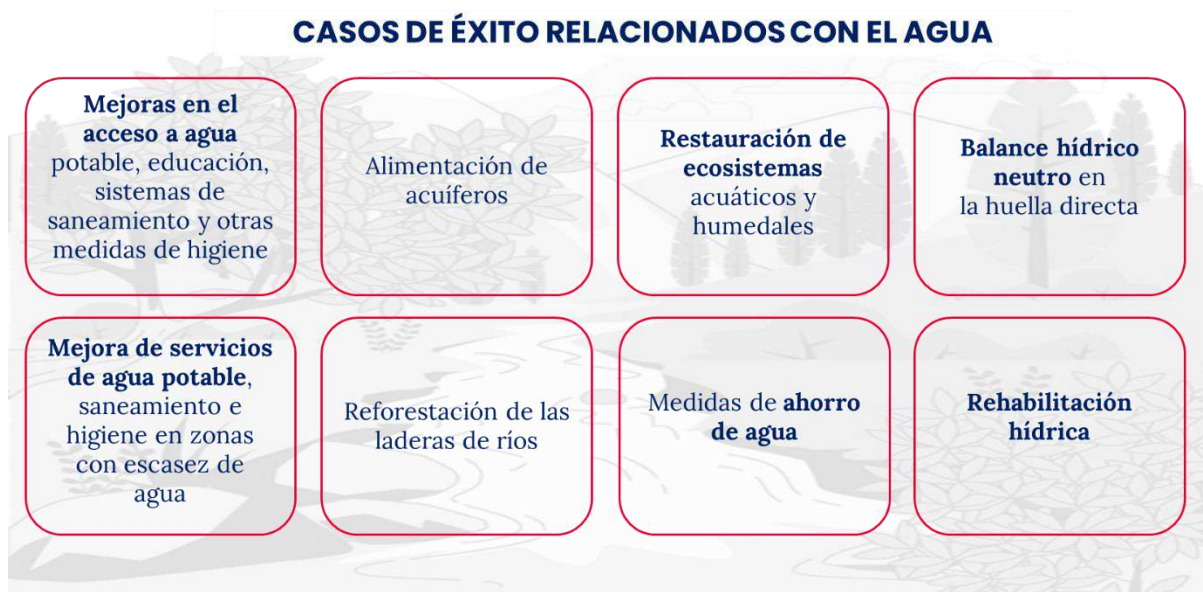 CASOS DE ÉXITO RELACIONADOS CON EL AGUA
Mejoras en el
acceso a agua
potable, educación,
sistemas de
saneamiento y otras
medidas de higiene
Alimentación de
acuíferos
Restauración de
ecosistemas
acuáticos y
humedales
Balance hídrico
neutro en
la huella directa
Mejora de servicios
de agua potable,
saneamiento e
higiene en zonas
con escasez de
agua
Reforestación de las
laderas de ríos
Medidas de ahorro
de agua
Rehabilitación
hídrica